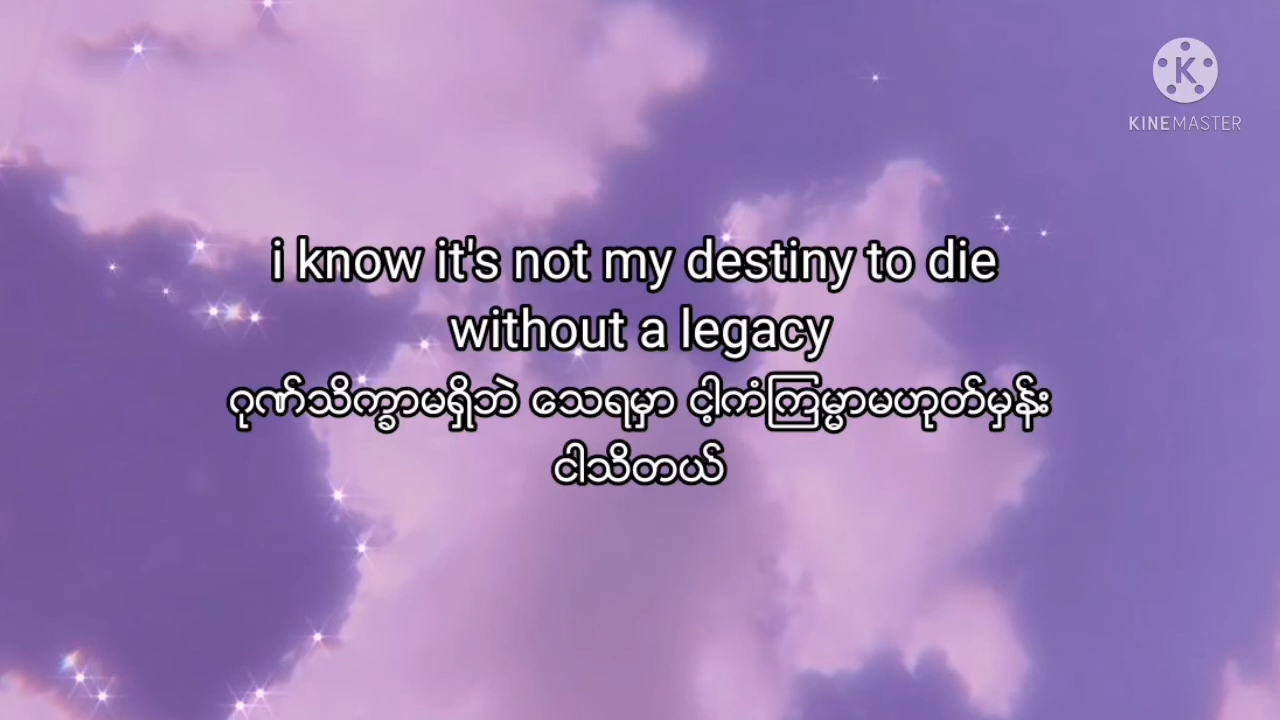 K
KINEMASTER
i know it's not my destiny to die
without a legacy
ဂုဏ်သိက္ခာမရှိဘဲ သေရမှာ ငါ့ကံကြမ္မာမဟုတ်မှန်း
ငါသိတယ်